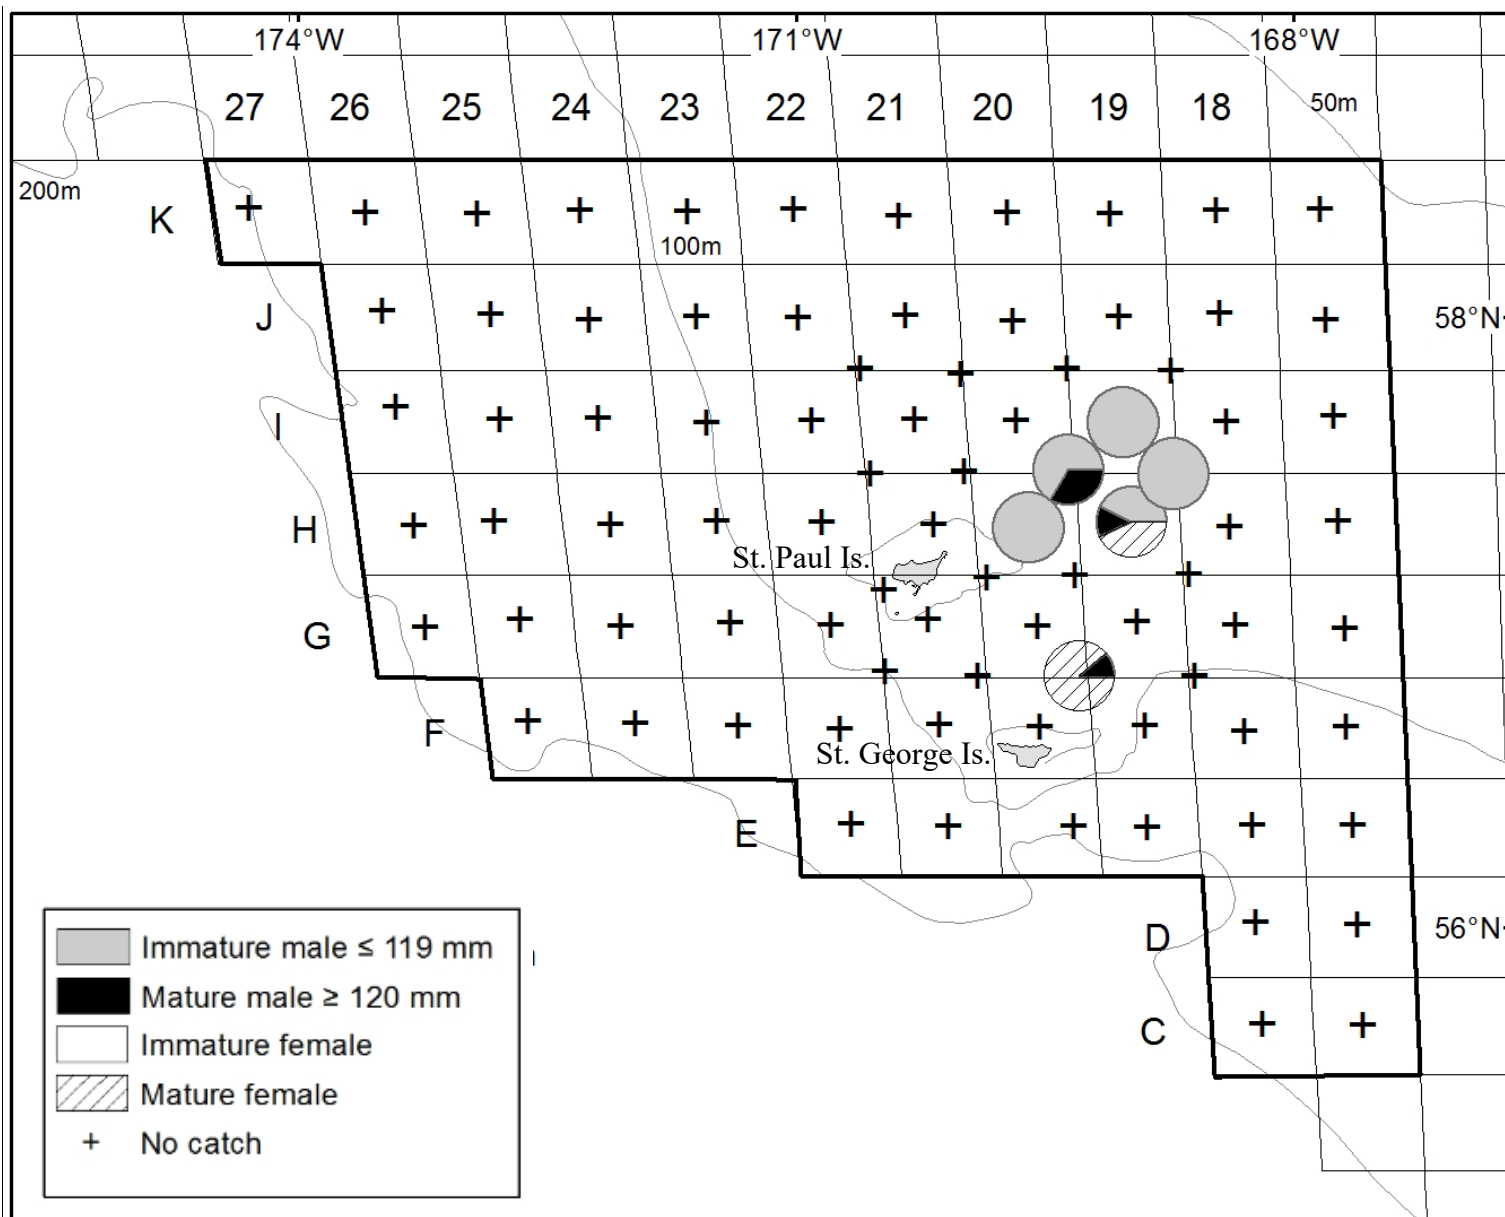 174°W 171°W 168°W
27 26 25 24 23 22 21 20 19 18 50m
200m
K
100m
J 58°N
I
H
St. Paul Is.
G
F
St. George Is.
E
D 56°N
C
Immature male ≤ 119 mm
Mature male ≥ 120 mm
Immature female
Mature female
+ No catch